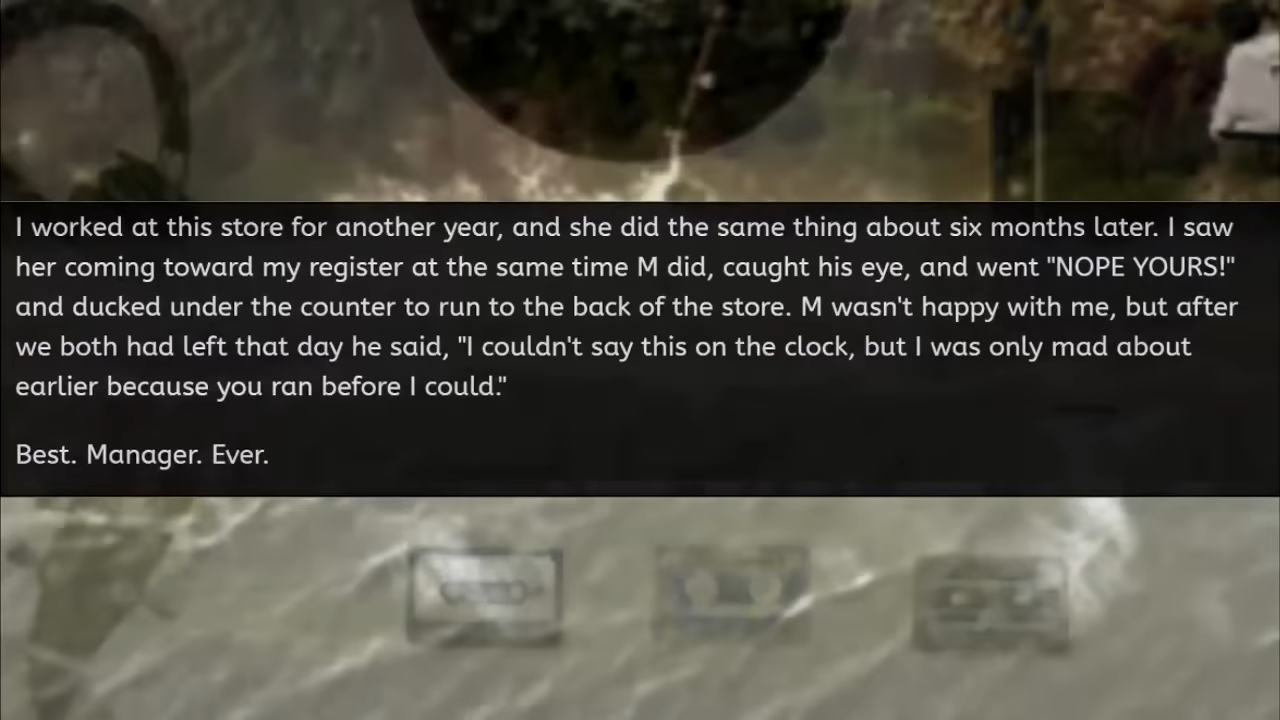 I worked at this store for another year, and she did the same thing about six months later. I saw
her coming toward my register at the same time M did, caught his eye, and went "NOPE YOURS!"
and ducked under the counter to run to the back of the store. M wasn't happy with me, but after
we both had left that day he said, "I couldn't say this on the clock, but I was only mad about
earlier because you ran before I could."
Best. Manager. Ever.